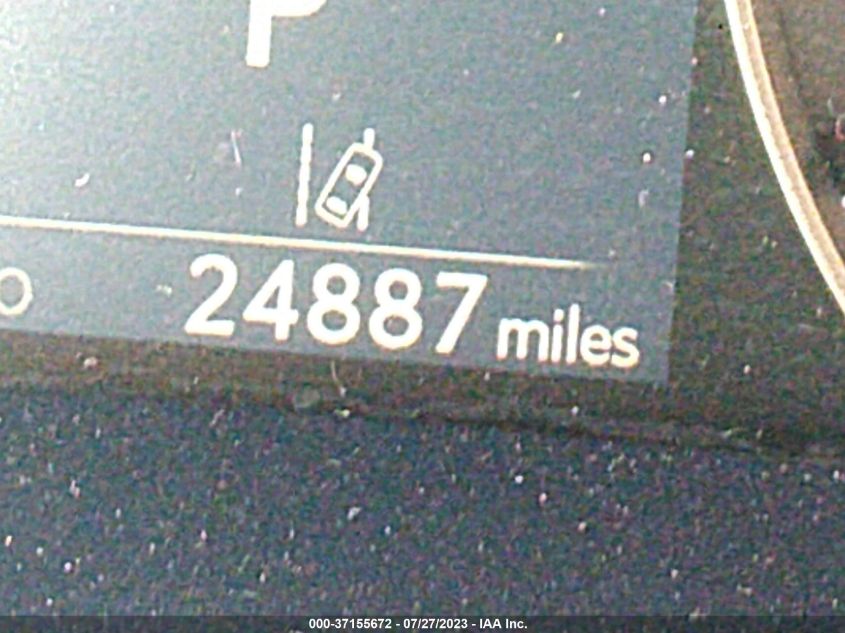 P
24887 miles
000-37155672 - 07/27/2023 - IAA Inc.